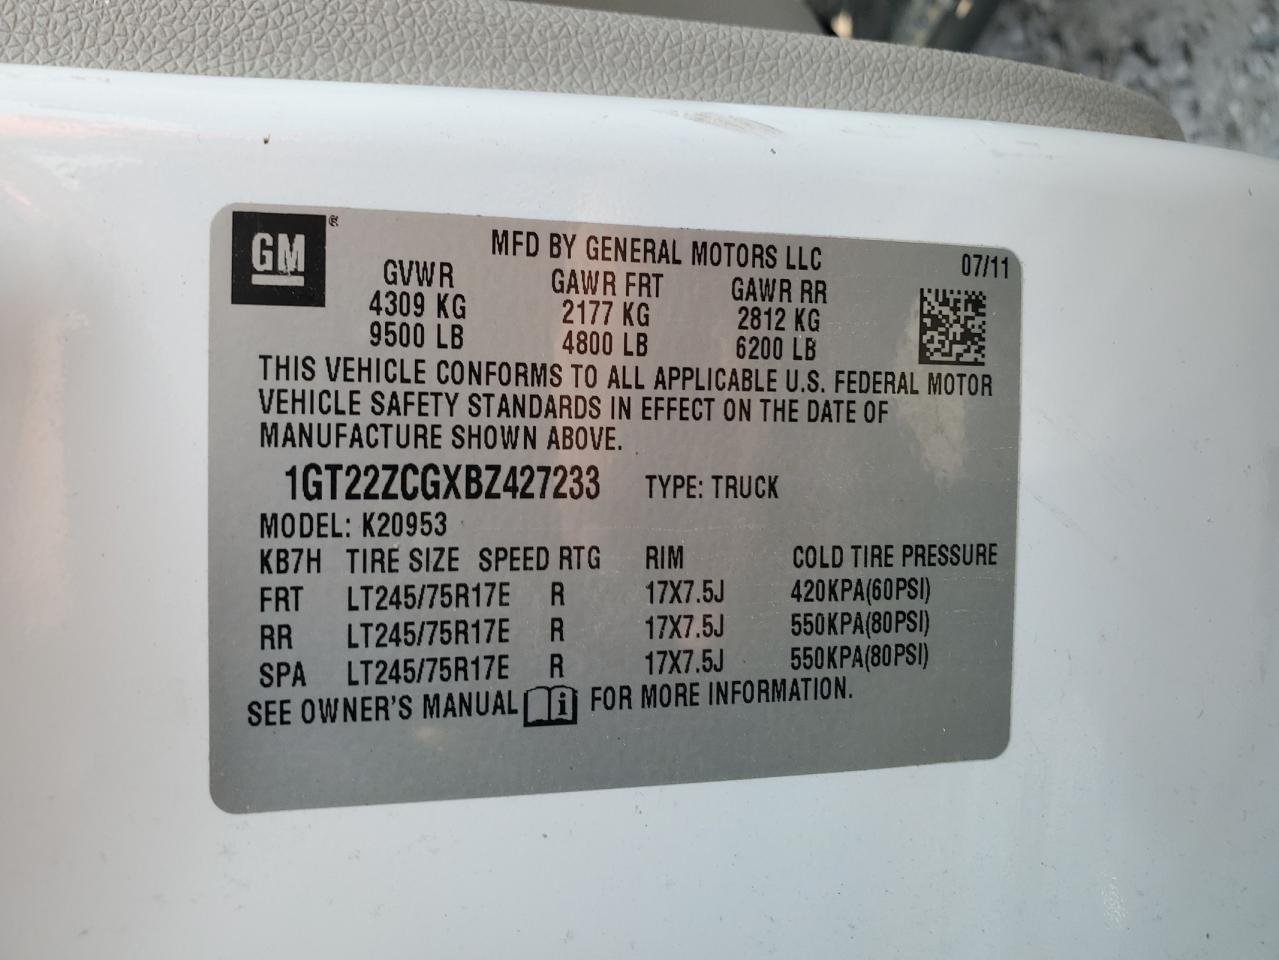 GM ®
MFD BY GENERAL MOTORS LLC 07/11
GVWR GAWR FRT GAWR RR
4309 KG 2177 KG 2812 KG
9500 LB 4800 LB 6200 LB
THIS VEHICLE CONFORMS TO ALL APPLICABLE U.S. FEDERAL MOTOR
VEHICLE SAFETY STANDARDS IN EFFECT ON THE DATE OF
MANUFACTURE SHOWN ABOVE.
1GT22ZCGXBZ427233 TYPE: TRUCK
MODEL: K20953
KB7H TIRE SIZE SPEED RTG RIM COLD TIRE PRESSURE
FRT LT245/75R17E R 17X7.5J 420KPA(60PSI)
RR LT245/75R17E R 17X7.5J 550KPA(80PSI)
SPA LT245/75R17E R 17X7.5J 550KPA(80PSI)
SEE OWNER'S MANUAL i FOR MORE INFORMATION.